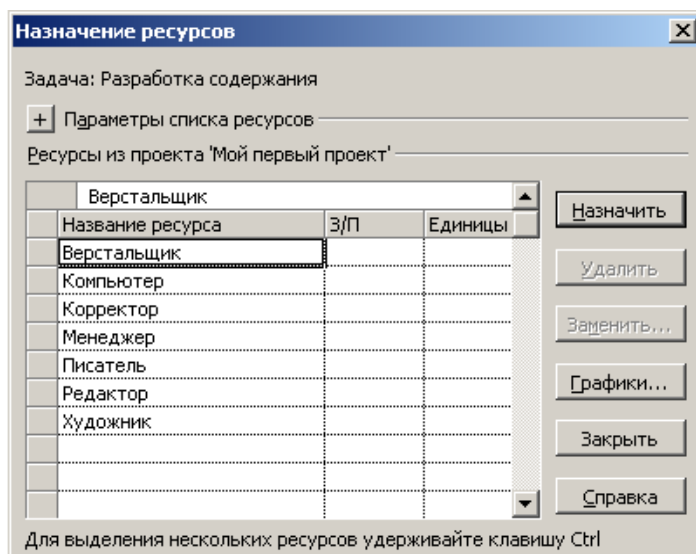 Назначение ресурсов
Задача: Разработка содержания
+ Параметры списка ресурсов
Ресурсы из проекта 'Мой первый проект'
Верстальщик
Название ресурса З/П Единицы
Верстальщик
Компьютер
Корректор
Менеджер
Писатель
Редактор
Художник
Назначить
Удалить
Заменить...
Графики...
Закрыть
Справка
Для выделения нескольких ресурсов удерживайте клавишу Ctrl